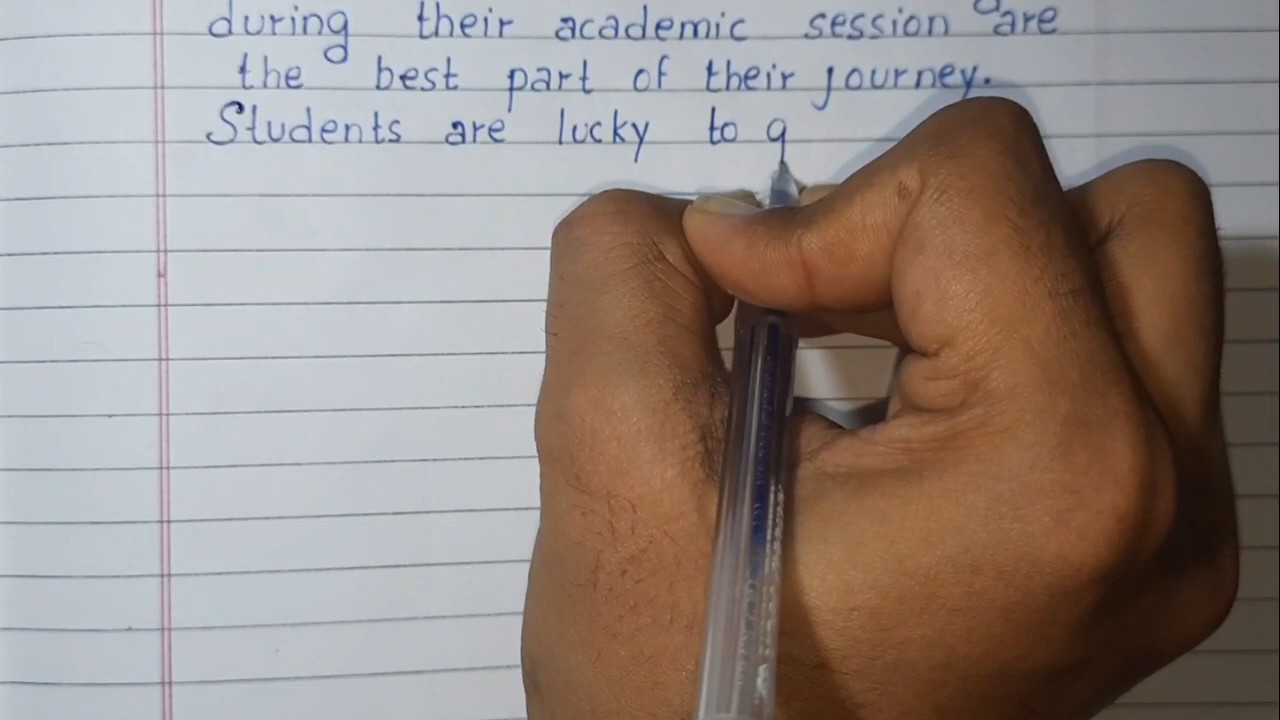 during their academic session are
the best part of their journey.
Students are lucky to g